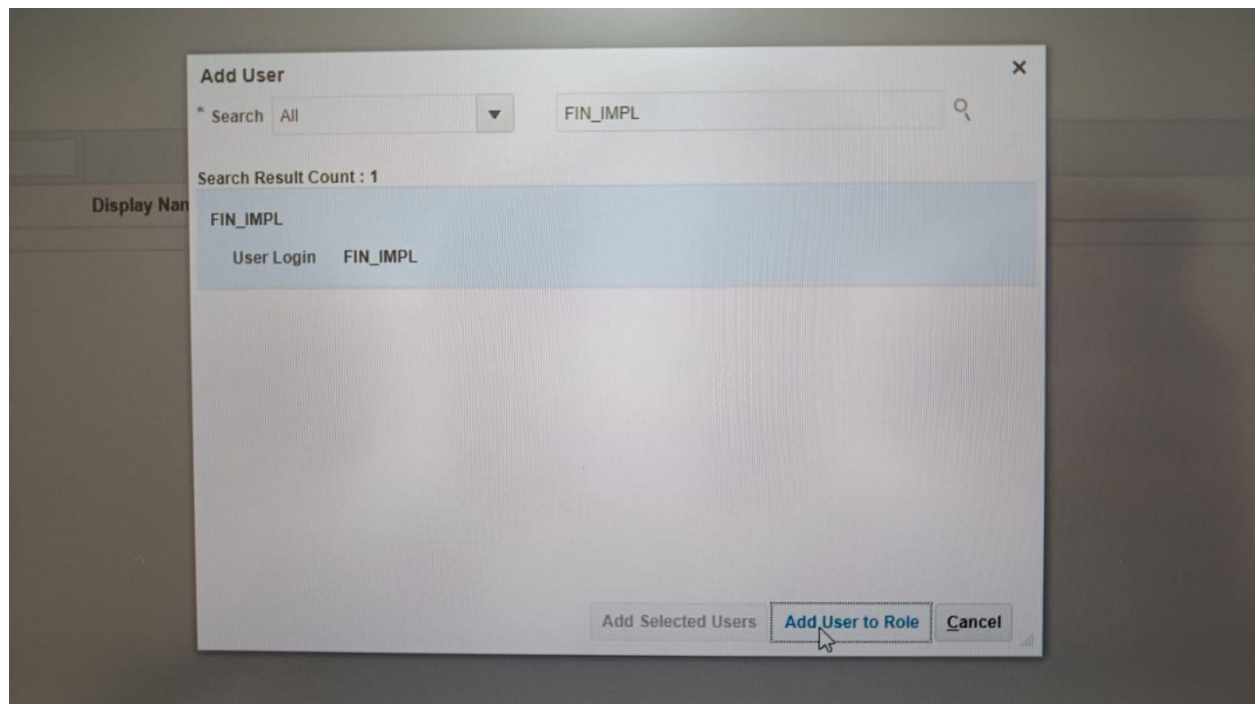 Add User
* Search All FIN_IMPL
Search Result Count : 1
Display Nan
FIN_IMPL
User Login FIN_IMPL
Add Selected Users Add User to Role Cancel